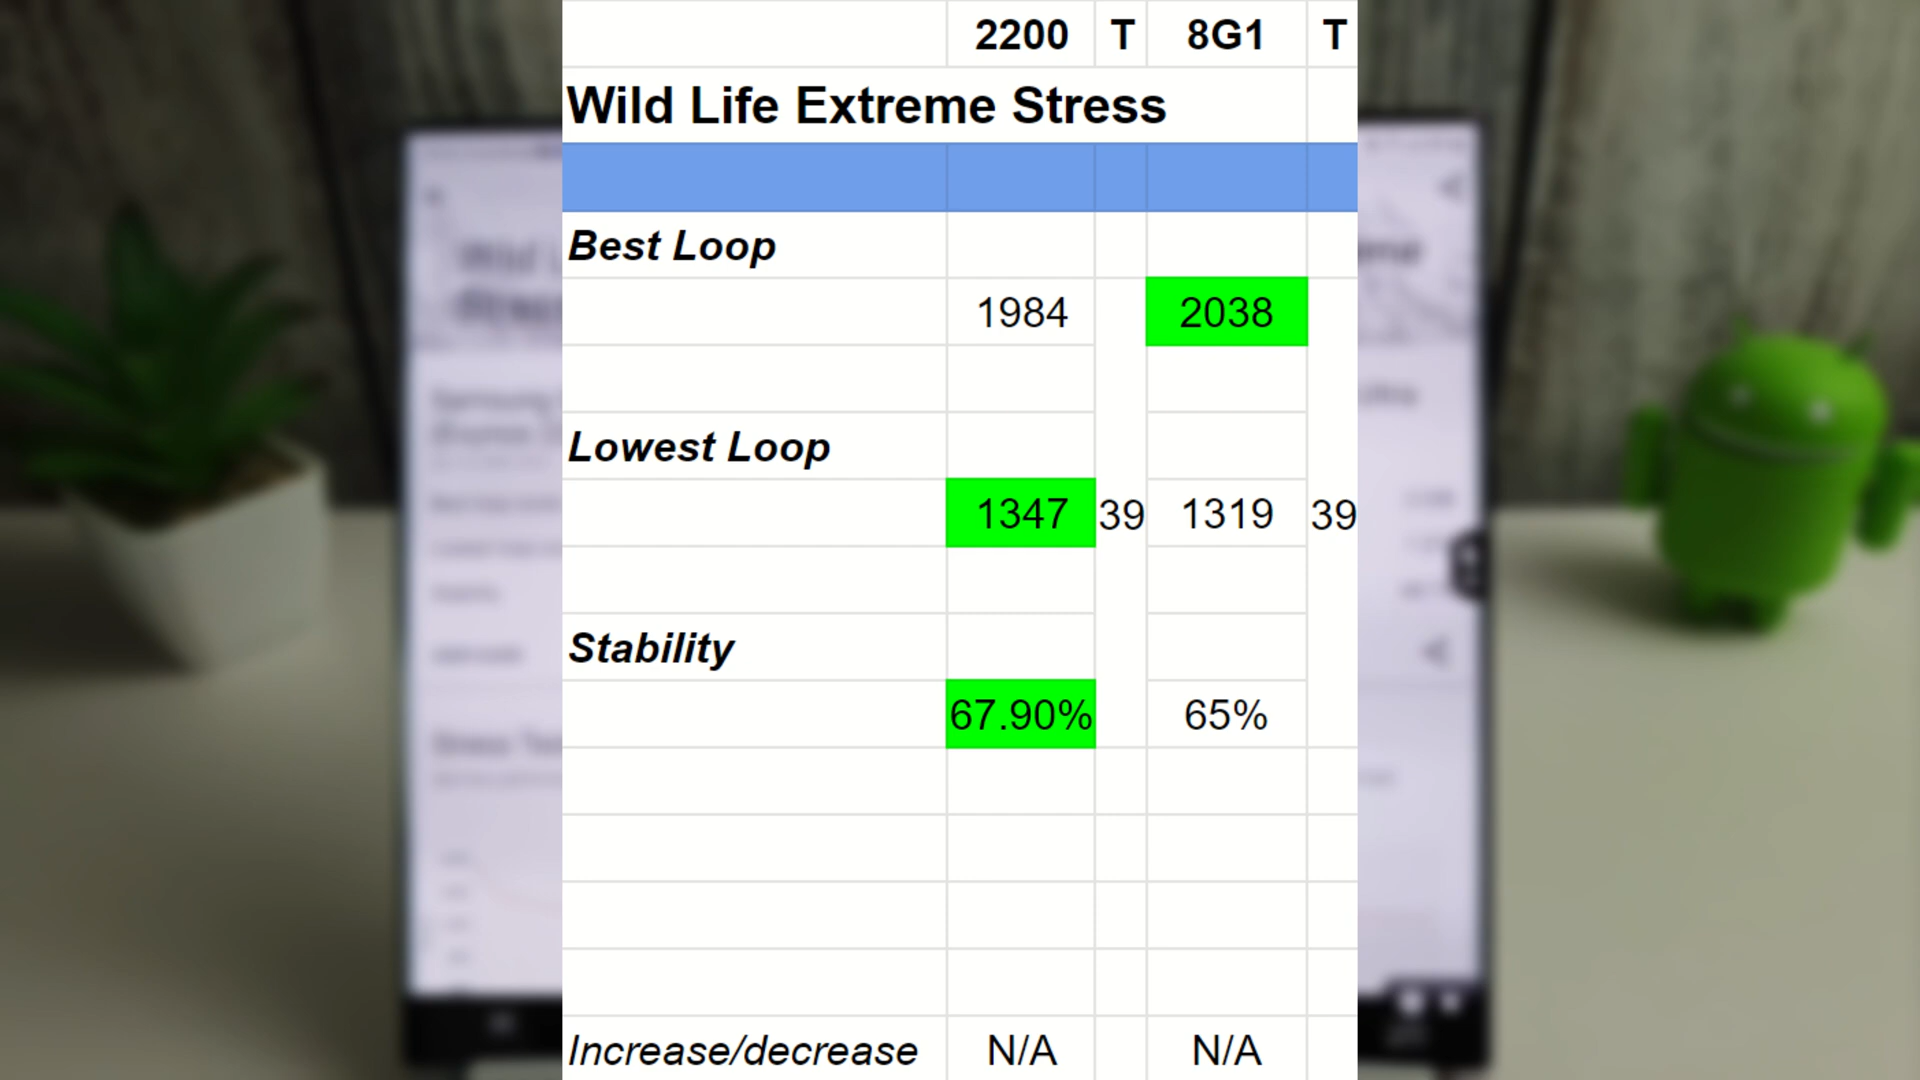 2200 T 8G1 T
Wild Life Extreme Stress
Best Loop
1984 2038
Lowest Loop
1347 39 1319 39
Stability
67.90% 65%
Increase/decrease N/A N/A